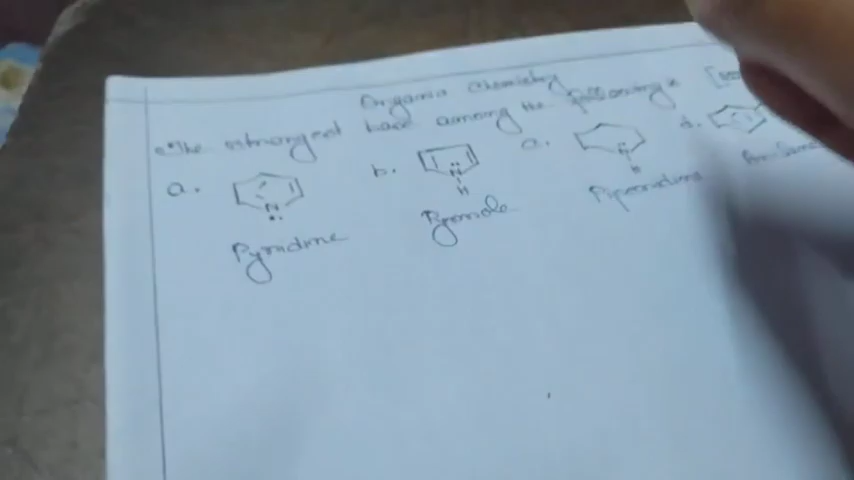 Organic Chemistry
The strongest base among the following:
a. b. c. d.
N N H N H
Pyridine Pyrrole Piperidine